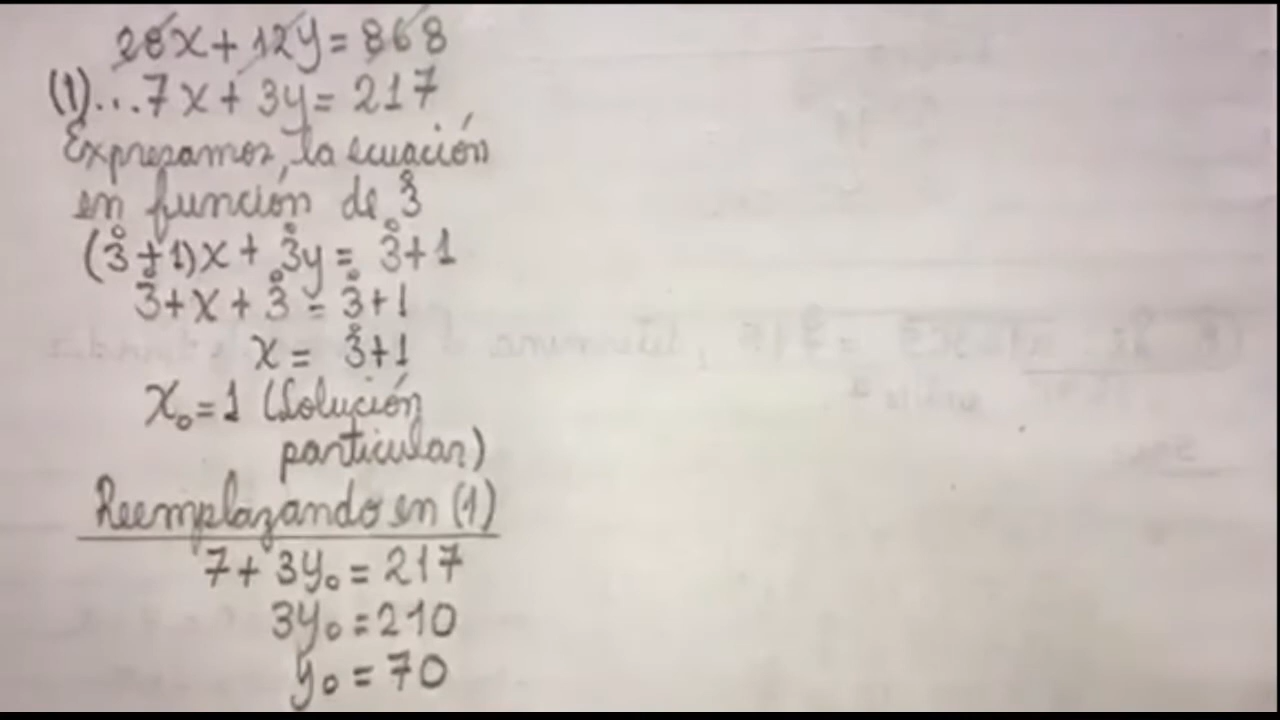 28x + 12y = 868
(1)...7x + 3y = 217
Expresamos la ecuación
en función de 3̊
(3̊ + 1)x + 3̊y = 3̊ + 1
3̊ + x + 3̊ = 3̊ + 1
x = 3̊ + 1
x₀ = 1 (Solución
particular)
Reemplazando en (1)
7 + 3y₀ = 217
3y₀ = 210
y₀ = 70